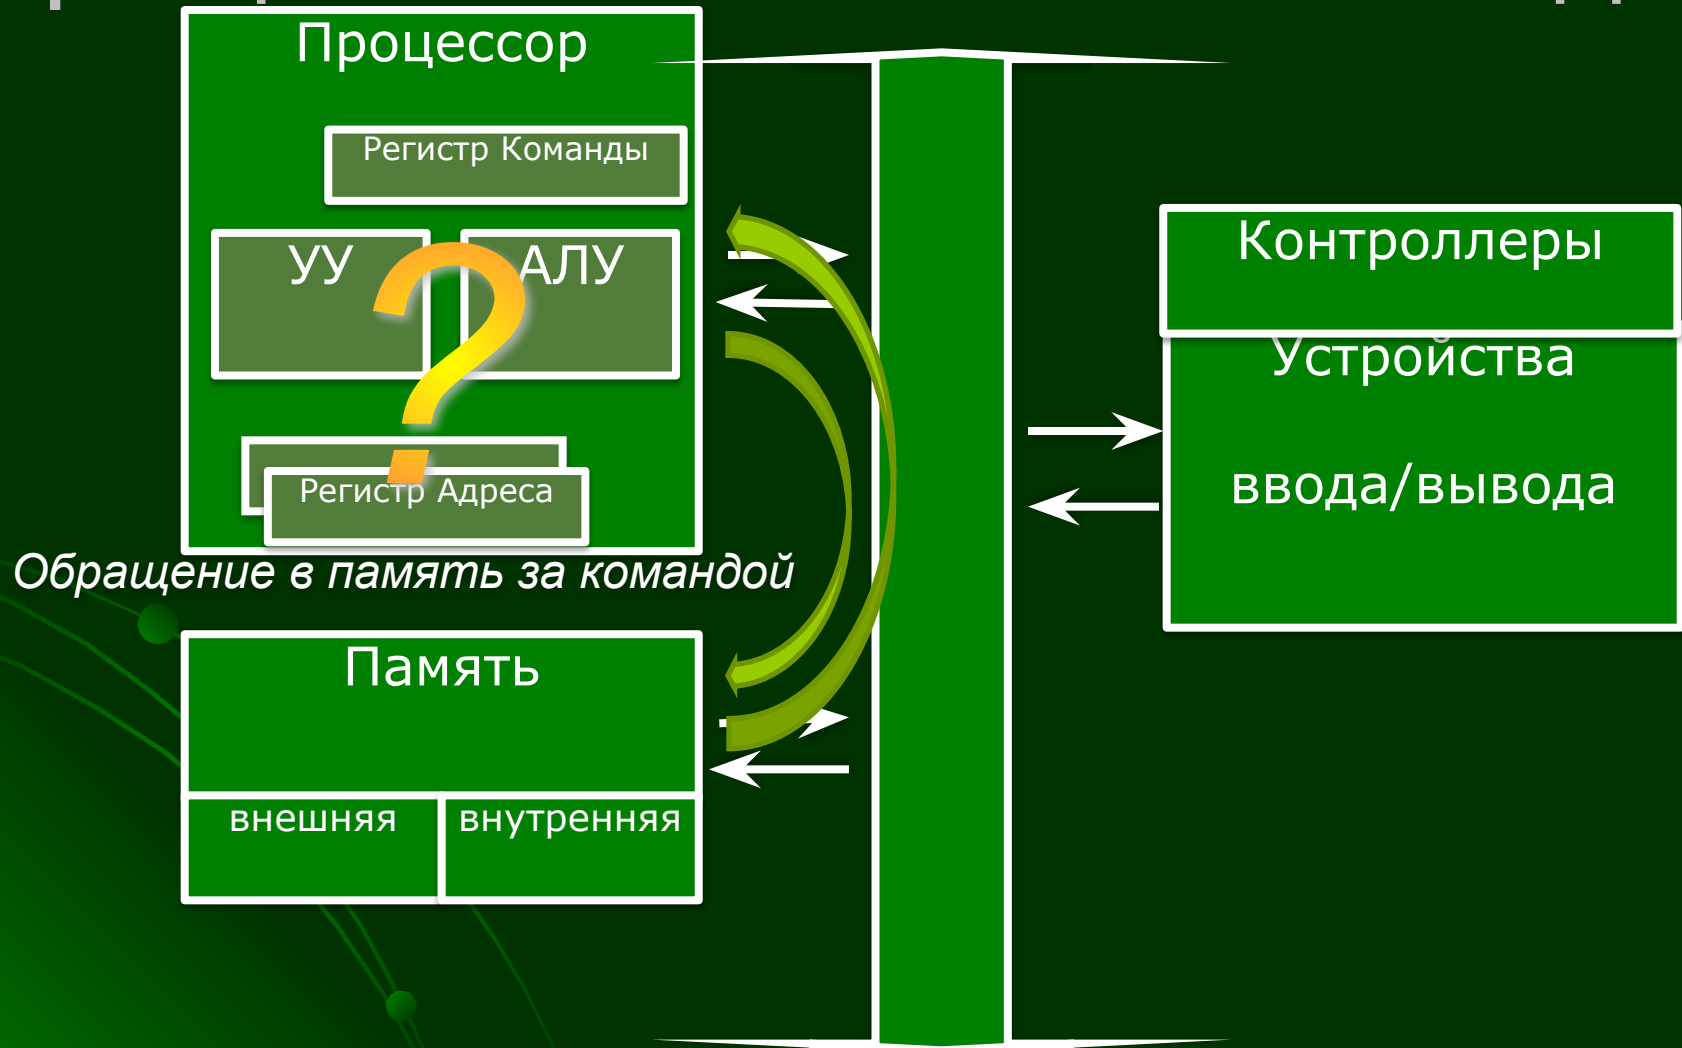 Процессор
Регистр Команды
УУ
АЛУ
?
Регистр Адреса
Обращение в память за командой
Память
внешняя
внутренняя
Контроллеры
Устройства
ввода/вывода